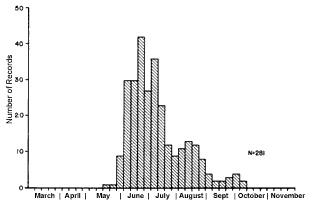 50
40
30
20
10
0
Number of Records
N=281
March | April | May | June | July | August | Sept | October | November